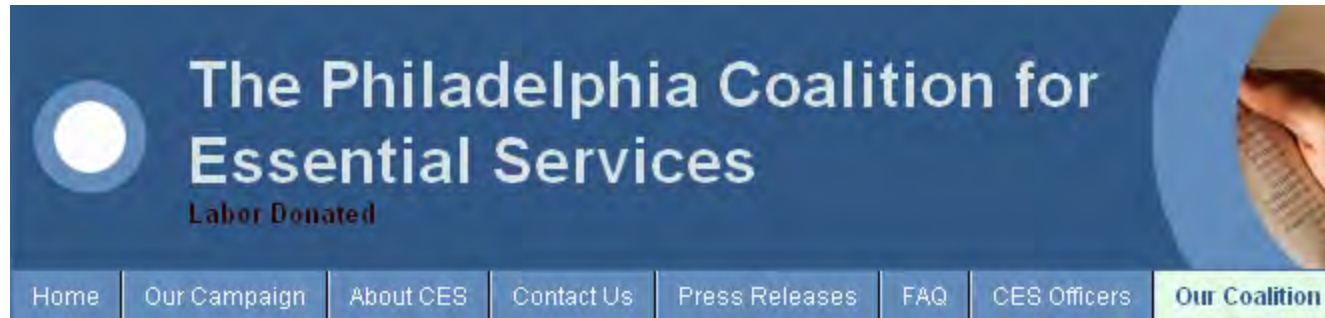 The Philadelphia Coalition for
Essential Services
Labor Donated
Home Our Campaign About CES Contact Us Press Releases FAQ CES Officers Our Coalition